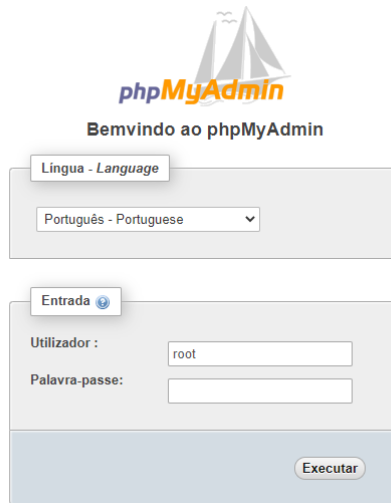 phpMyAdmin
Bemvindo ao phpMyAdmin
Língua - Language
Português - Portuguese
Entrada
Utilizador :
root
Palavra-passe:
Executar